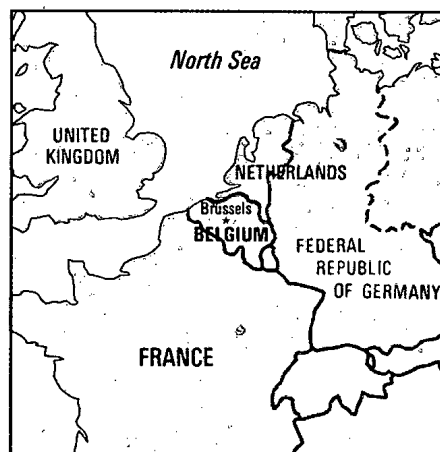 North Sea
UNITED
KINGDOM
NETHERLANDS
Brussels
BELGIUM
FEDERAL
REPUBLIC
OF GERMANY
FRANCE